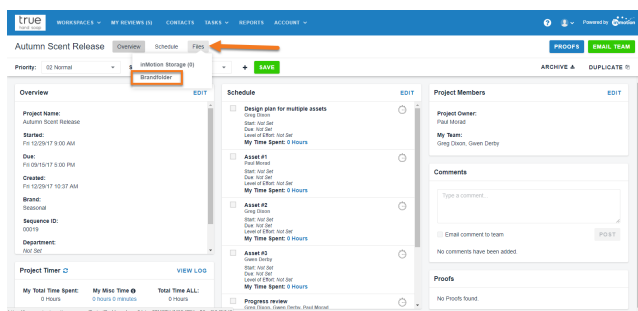 true
WORKSPACES MY REVIEWS (5) CONTACTS TASKS REPORTS ACCOUNT
Powered by inmotion
Autumn Scent Release Overview Schedule Files
PROOFS EMAIL TEAM
Priority: 02 Normal
+ SAVE
ARCHIVE DUPLICATE
inMotion Storage (0)
Brandfolder
Overview EDIT
Project Name:
Autumn Scent Release
Started:
Fri 12/29/17 9:00 AM
Due:
Fri 09/15/17 5:00 PM
Created:
Fri 12/29/17 10:37 AM
Brand:
Seasonal
Sequence ID:
00019
Department:
Not Set
Project Timer VIEW LOG
My Total Time Spent: My Misc Time Total Time ALL:
0 Hours 0 hours 0 minutes 0 Hours
Schedule EDIT
Design plan for multiple assets
Greg Dixon
Start: Not Set
Due: Not Set
Level of Effort: Not Set
My Time Spent: 0 Hours
Asset #1
Paul Morad
Start: Not Set
Due: Not Set
Level of Effort: Not Set
My Time Spent: 0 Hours
Asset #2
Greg Dixon
Start: Not Set
Due: Not Set
Level of Effort: Not Set
My Time Spent: 0 Hours
Asset #3
Gwen Derby
Start: Not Set
Due: Not Set
Level of Effort: Not Set
My Time Spent: 0 Hours
Progress review
Greg Dixon, Gwen Derby, Paul Morad
Project Members EDIT
Project Owner:
Paul Morad
My Team:
Greg Dixon, Gwen Derby
Comments
Type a comment...
Email comment to team POST
No comments have been added.
Proofs
No Proofs found.